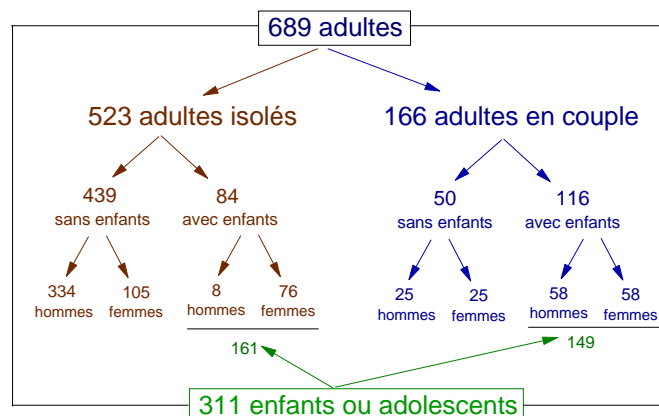 689 adultes
523 adultes isolés
166 adultes en couple
439
sans enfants
84
avec enfants
50
sans enfants
116
avec enfants
334
hommes
105
femmes
8
hommes
76
femmes
25
hommes
25
femmes
58
hommes
58
femmes
161
149
311 enfants ou adolescents